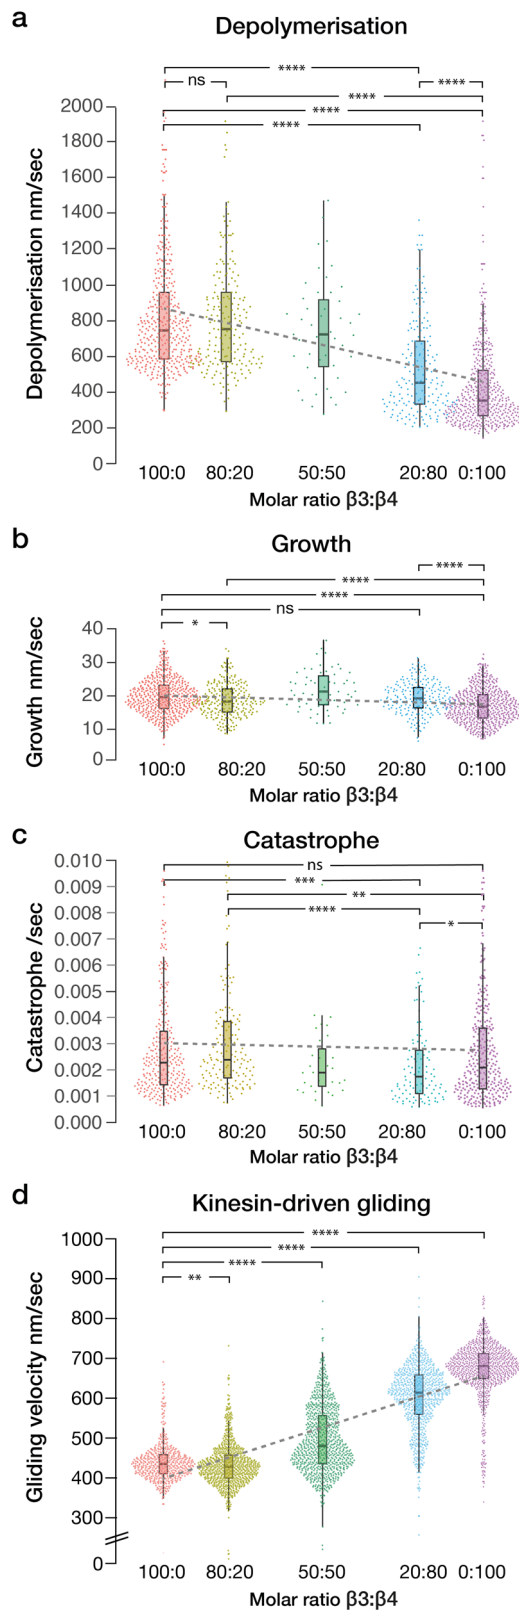 a
Depolymerisation
****
ns
****
****
****
****
Depolymerisation nm/sec
2000
1800
1600
1400
1200
1000
800
600
400
200
0
100:0 80:20 50:50 20:80 0:100
Molar ratio β3:β4
b
Growth
****
****
****
ns
*
Growth nm/sec
40
30
20
10
0
100:0 80:20 50:50 20:80 0:100
Molar ratio β3:β4
c
Catastrophe
ns
***
**
****
*
Catastrophe /sec
0.010
0.009
0.008
0.007
0.006
0.005
0.004
0.003
0.002
0.001
0.000
100:0 80:20 50:50 20:80 0:100
Molar ratio β3:β4
d
Kinesin-driven gliding
****
****
****
**
Gliding velocity nm/sec
1000
900
800
700
600
500
400
300
0
100:0 80:20 50:50 20:80 0:100
Molar ratio β3:β4